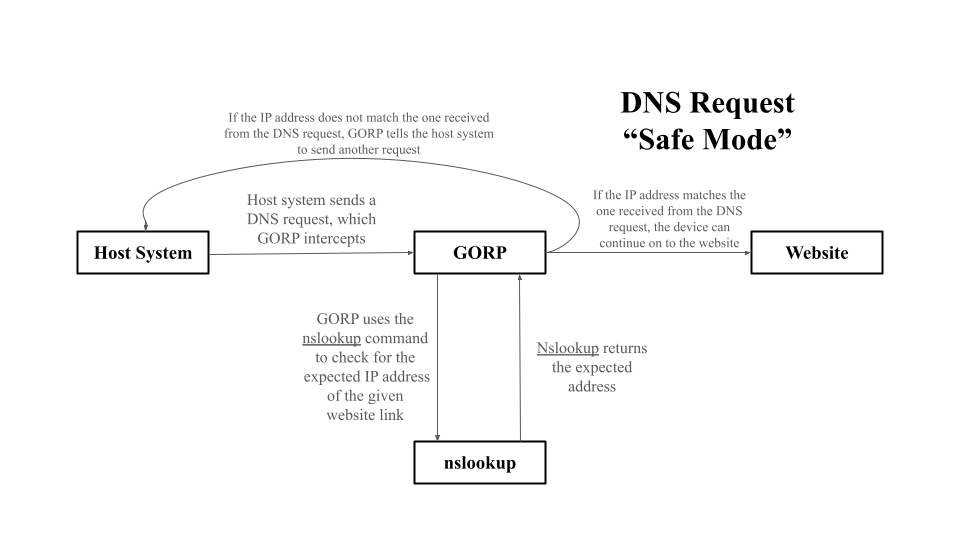 DNS Request
“Safe Mode”
If the IP address does not match the one received
from the DNS request, GORP tells the host system
to send another request
Host system sends a
DNS request, which
GORP intercepts
If the IP address matches the
one received from the DNS
request, the device can
continue on to the website
Host System
GORP
Website
GORP uses the
nslookup command
to check for the
expected IP address
of the given
website link
Nslookup returns
the expected
address
nslookup